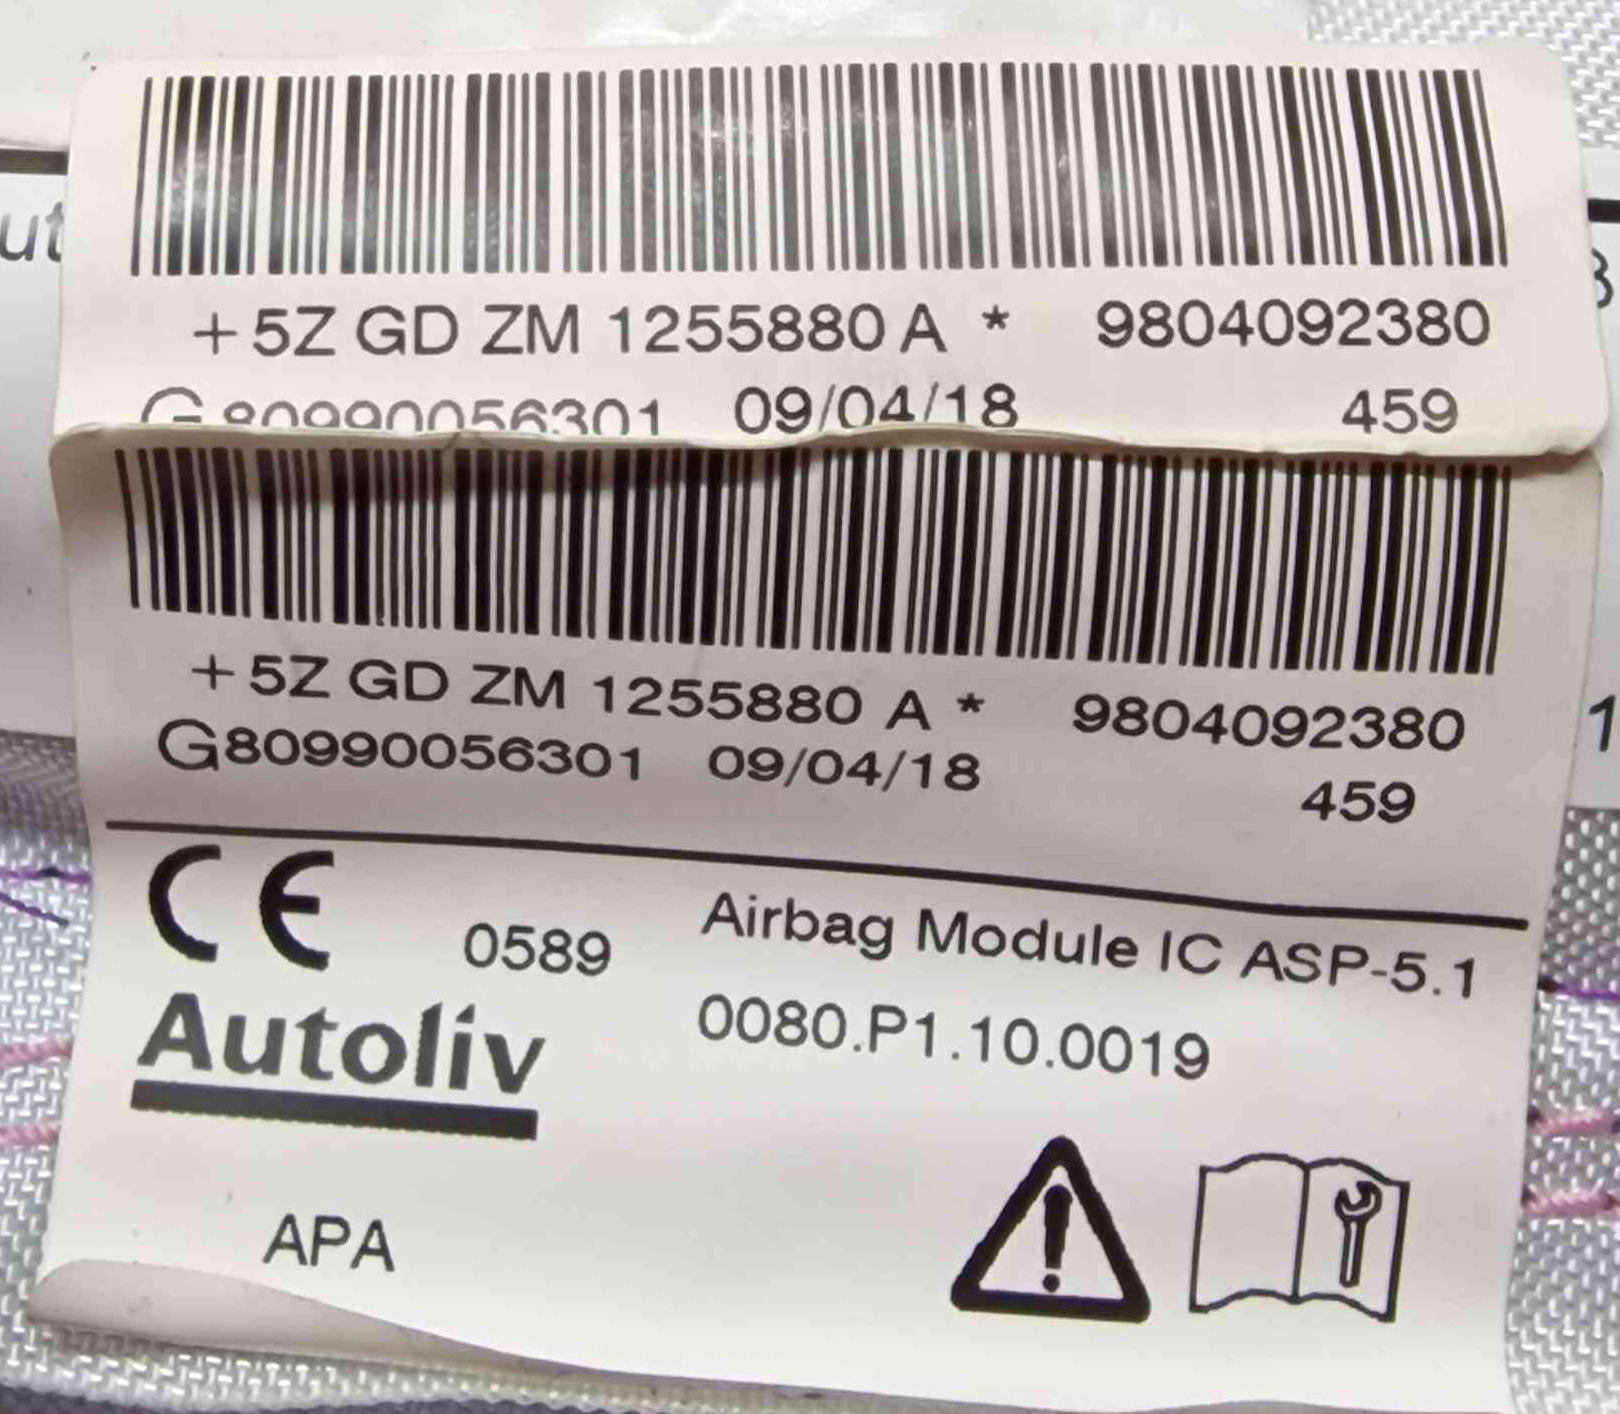 +5Z GD ZM 1255880 A * 9804092380
G80990056301 09/04/18 459
+5Z GD ZM 1255880 A * 9804092380
G80990056301 09/04/18
459
CE 0589 Airbag Module IC ASP-5.1
Autoliv 0080.P1.10.0019
APA